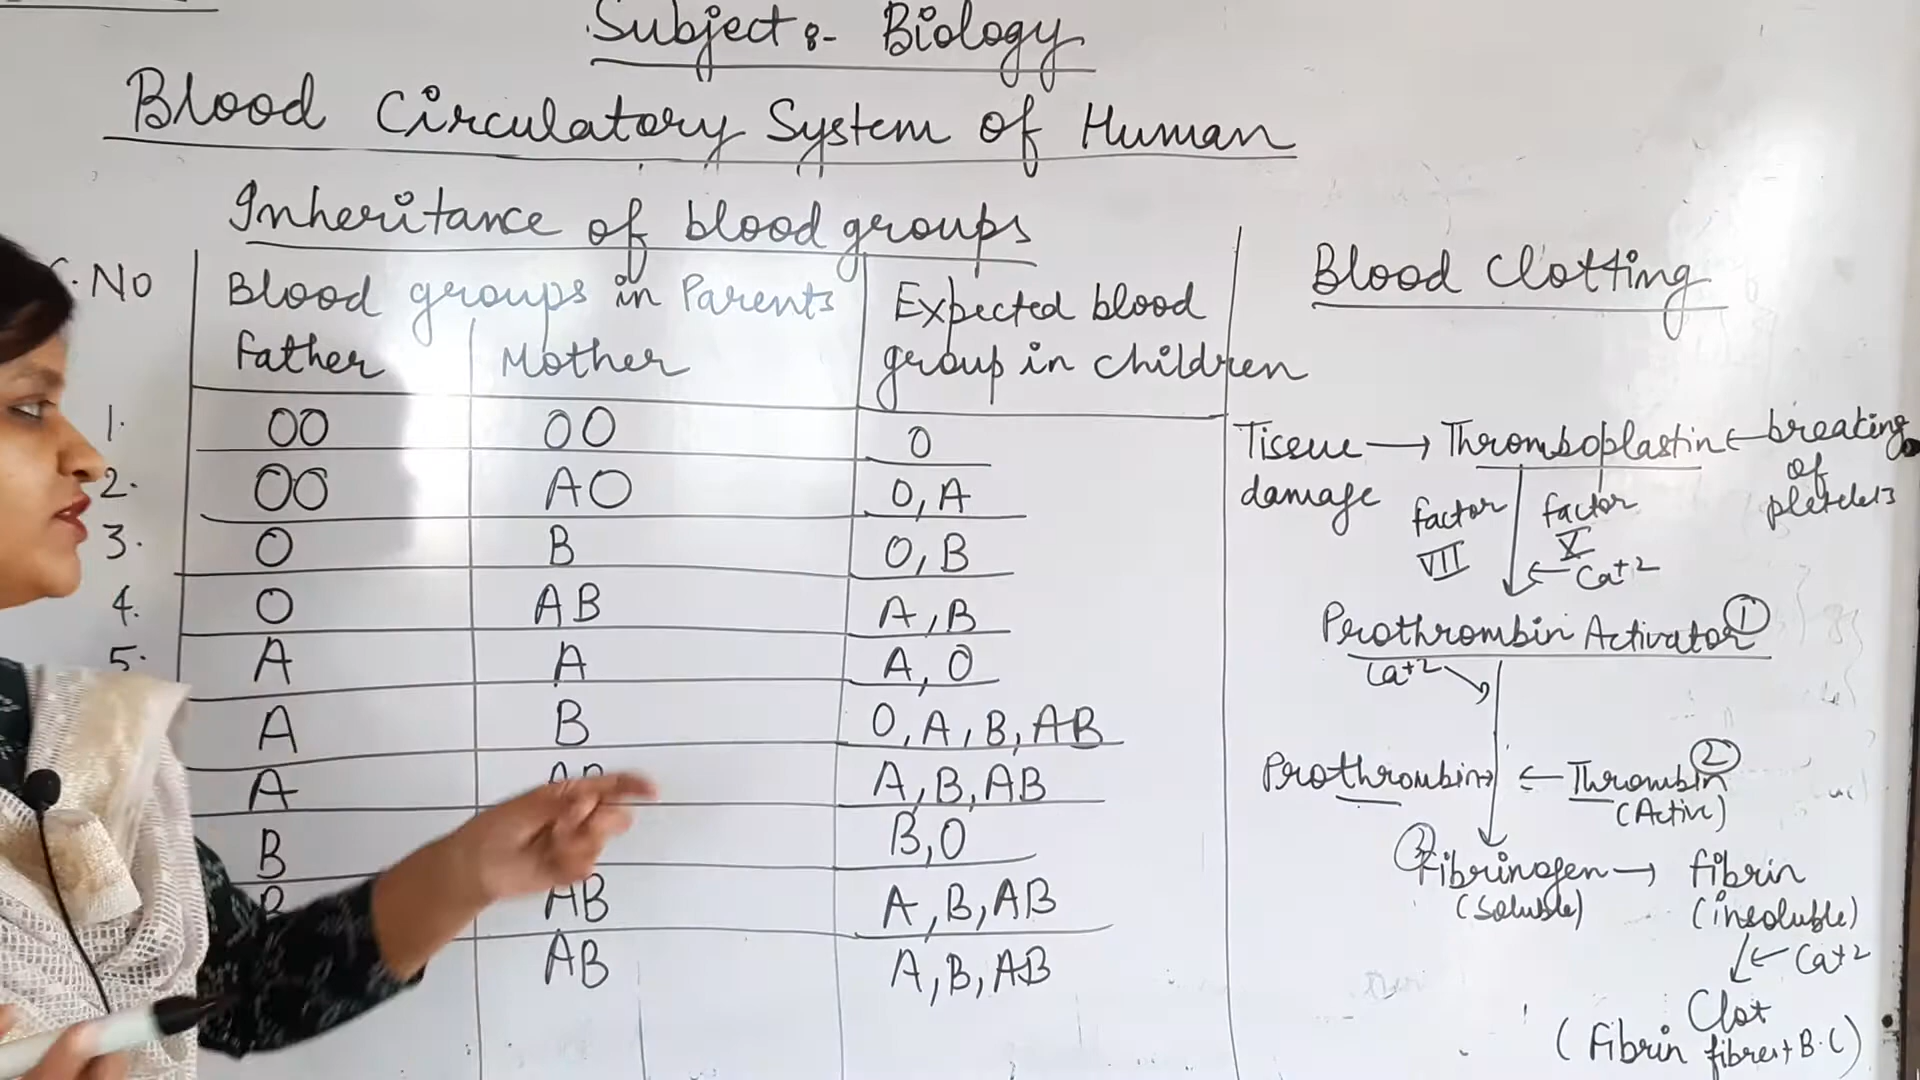 Subject :- Biology
Blood Circulatory System of Human
Inheritance of blood groups
.No Blood groups in Parents Expected blood
Father Mother group in children
1. OO OO O
2. OO AO O, A
3. O B O, B
4. O AB A, B
5. A A A, O
A B O, A, B, AB
A AB A, B, AB
B B, O
B AB A, B, AB
AB A, B, AB
Blood Clotting
Tissue → Thromboplastin ← breaking
damage of
pletelets
factor factor
VII X
← Ca+2
Prothrombin Activator ①
Ca+2
Prothrombin → ← Thrombin ②
(Active)
③ Fibrinogen → fibrin
(Soluble) (insoluble)
← Ca+2
Clot
(Fibrin fibres+ B.C)